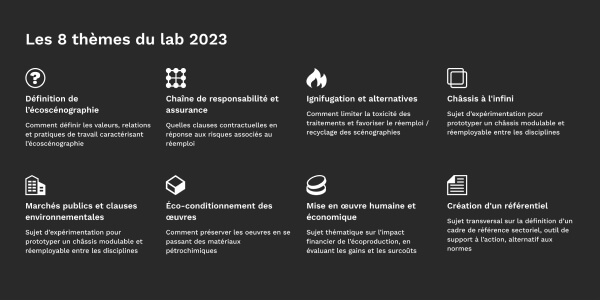 Les 8 thèmes du lab 2023
Définition de
l'écoscénographie
Comment définir les valeurs, relations
et pratiques de travail caractérisant
l'écoscénographie
Chaîne de responsabilité et
assurance
Quelles clauses contractuelles en
réponse aux risques associés au
réemploi
Ignifugation et alternatives
Comment limiter la toxicité des
traitements et favoriser le réemploi /
recyclage des scénographies
Châssis à l'infini
Sujet d'expérimentation pour
prototyper un châssis modulable et
réemployable entre les disciplines
Marchés publics et clauses
environnementales
Sujet d'expérimentation pour
prototyper un châssis modulable et
réemployable entre les disciplines
Éco-conditionnement des
œuvres
Comment préserver les oeuvres en se
passant des matériaux
pétrochimiques
Mise en œuvre humaine et
économique
Sujet thématique sur l'impact
financier de l'écoproduction, en
évaluant les gains et les surcoûts
Création d'un référentiel
Sujet transversal sur la définition d'un
cadre de référence sectoriel, outil de
support à l'action, alternatif aux
normes